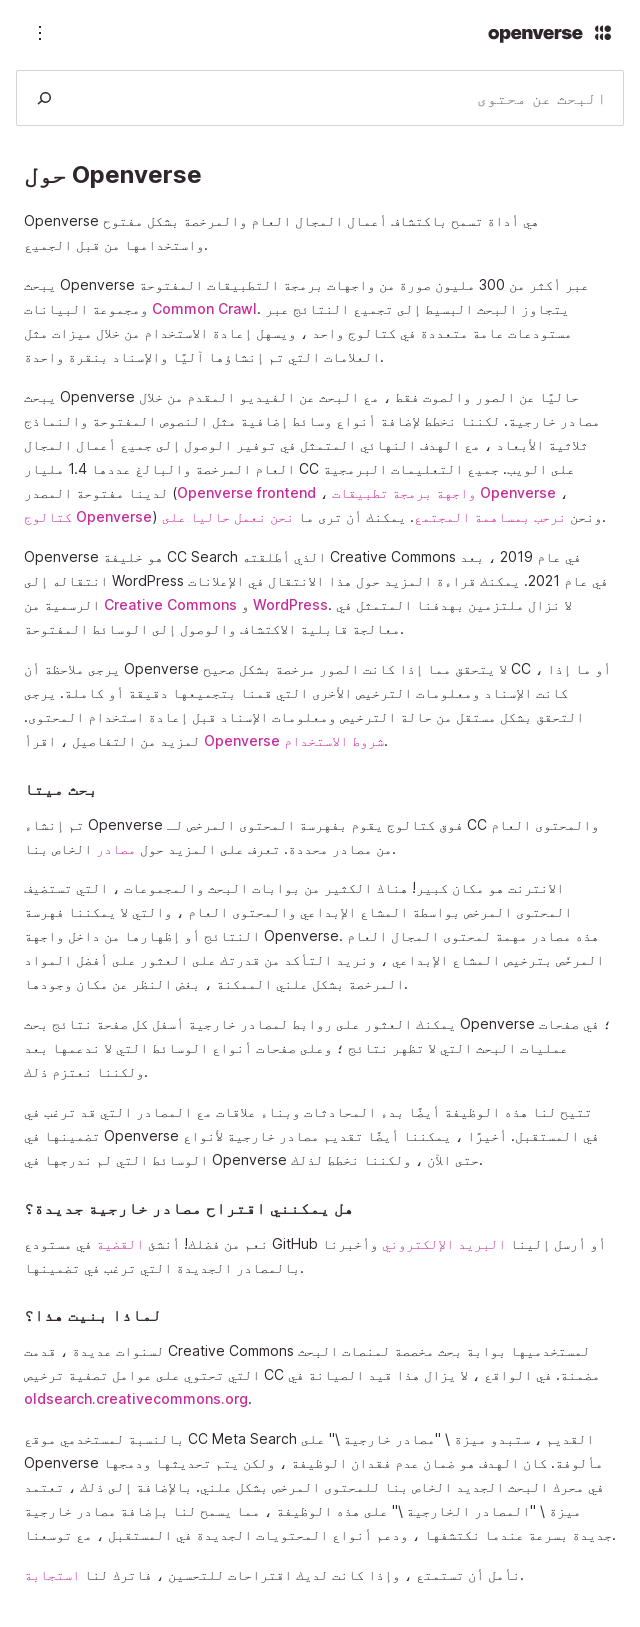 openverse
البحث عن محتوى
حول Openverse
Openverse هي أداة تسمح باكتشاف أعمال المجال العام والمرخصة بشكل مفتوح
واستخدامها من قبل الجميع.
يبحث Openverse عبر أكثر من 300 مليون صورة من واجهات برمجة التطبيقات المفتوحة
ومجموعة البيانات Common Crawl. يتجاوز البحث البسيط إلى تجميع النتائج عبر
مستودعات عامة متعددة في كتالوج واحد ، ويسهل إعادة الاستخدام من خلال ميزات مثل
العلامات التي تم إنشاؤها آليًا والإسناد بنقرة واحدة.
يبحث Openverse حاليًا عن الصور والصوت فقط ، مع البحث عن الفيديو المقدم من خلال
مصادر خارجية. لكننا نخطط لإضافة أنواع وسائط إضافية مثل النصوص المفتوحة والنماذج
ثلاثية الأبعاد ، مع الهدف النهائي المتمثل في توفير الوصول إلى جميع أعمال المجال
العام المرخصة والبالغ عددها 1.4 مليار CC على الويب. جميع التعليمات البرمجية
لدينا مفتوحة المصدر (Openverse frontend ، واجهة برمجة تطبيقات Openverse ،
كتالوج Openverse) ونحن نرحب بمساهمة المجتمع. يمكنك أن ترى ما نحن نعمل حاليا على.
Openverse هو خليفة CC Search الذي أطلقته Creative Commons في عام 2019 ، بعد
انتقاله إلى WordPress في عام 2021. يمكنك قراءة المزيد حول هذا الانتقال في الإعلانات
الرسمية من Creative Commons و WordPress. لا نزال ملتزمين بهدفنا المتمثل في
معالجة قابلية الاكتشاف والوصول إلى الوسائط المفتوحة.
يرجى ملاحظة أن Openverse لا يتحقق مما إذا كانت الصور مرخصة بشكل صحيح CC ، أو ما إذا
كانت الإسناد ومعلومات الترخيص الأخرى التي قمنا بتجميعها دقيقة أو كاملة. يرجى
التحقق بشكل مستقل من حالة الترخيص ومعلومات الإسناد قبل إعادة استخدام المحتوى.
لمزيد من التفاصيل ، اقرأ Openverse شروط الاستخدام.
بحث ميتا
تم إنشاء Openverse فوق كتالوج يقوم بفهرسة المحتوى المرخص لـ CC والمحتوى العام
من مصادر محددة. تعرف على المزيد حول مصادر الخاص بنا.
الانترنت هو مكان كبير! هناك الكثير من بوابات البحث والمجموعات ، التي تستضيف
المحتوى المرخص بواسطة المشاع الإبداعي والمحتوى العام ، والتي لا يمكننا فهرسة
النتائج أو إظهارها من داخل واجهة Openverse. هذه مصادر مهمة لمحتوى المجال العام
المرخّص بترخيص المشاع الإبداعي ، ونريد التأكد من قدرتك على العثور على أفضل المواد
المرخصة بشكل علني الممكنة ، بغض النظر عن مكان وجودها.
يمكنك العثور على روابط لمصادر خارجية أسفل كل صفحة نتائج بحث Openverse ؛ في صفحات
عمليات البحث التي لا تظهر نتائج ؛ وعلى صفحات أنواع الوسائط التي لا ندعمها بعد
ولكننا نعتزم ذلك.
تتيح لنا هذه الوظيفة أيضًا بدء المحادثات وبناء علاقات مع المصادر التي قد ترغب في
تضمينها في Openverse في المستقبل. أخيرًا ، يمكننا أيضًا تقديم مصادر خارجية لأنواع
الوسائط التي لم ندرجها في Openverse حتى الآن ، ولكننا نخطط لذلك.
هل يمكنني اقتراح مصادر خارجية جديدة؟
نعم من فضلك! أنشئ القضية في مستودع GitHub أو أرسل إلينا البريد الإلكتروني وأخبرنا
بالمصادر الجديدة التي ترغب في تضمينها.
لماذا بنيت هذا؟
لسنوات عديدة ، قدمت Creative Commons لمستخدميها بوابة بحث مخصصة لمنصات البحث
التي تحتوي على عوامل تصفية ترخيص CC مضمنة. في الواقع ، لا يزال هذا قيد الصيانة في
oldsearch.creativecommons.org.
بالنسبة لمستخدمي موقع CC Meta Search القديم ، ستبدو ميزة \ "مصادر خارجية \" على
Openverse مألوفة. كان الهدف هو ضمان عدم فقدان الوظيفة ، ولكن يتم تحديثها ودمجها
في محرك البحث الجديد الخاص بنا للمحتوى المرخص بشكل علني. بالإضافة إلى ذلك ، تعتمد
ميزة \ "المصادر الخارجية \" على هذه الوظيفة ، مما يسمح لنا بإضافة مصادر خارجية
جديدة بسرعة عندما نكتشفها ، ودعم أنواع المحتويات الجديدة في المستقبل ، مع توسعنا.
نأمل أن تستمتع ، وإذا كانت لديك اقتراحات للتحسين ، فاترك لنا استجابة.